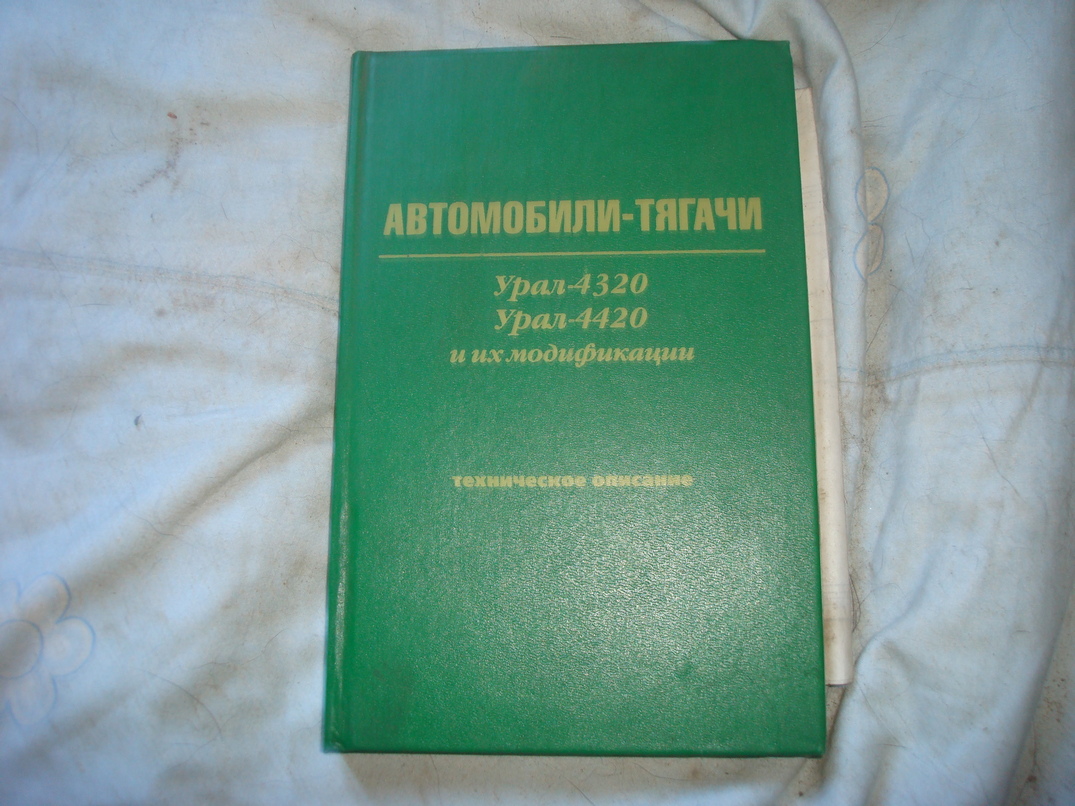 АВТОМОБИЛИ-ТЯГАЧИ
Урал-4320
Урал-4420
и их модификации
техническое описание